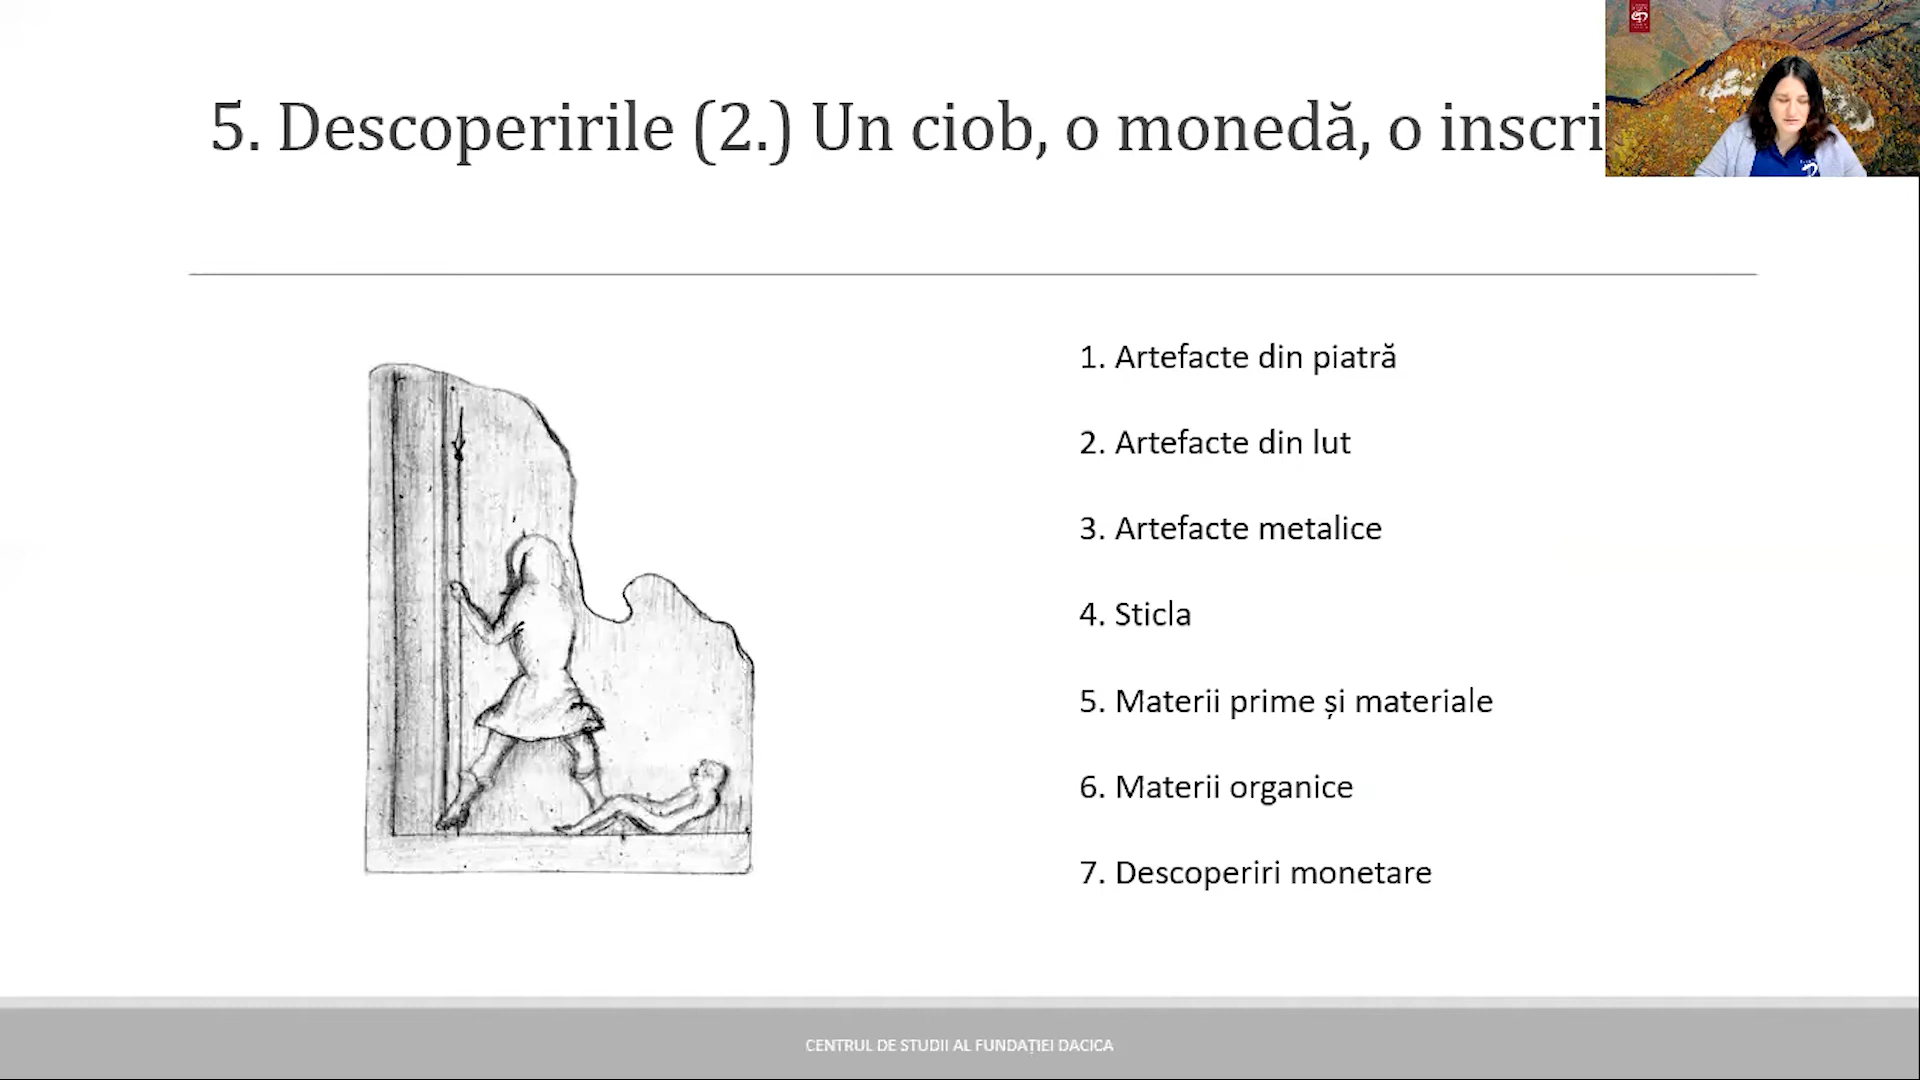 5. Descoperirile (2.) Un ciob, o monedă, o inscri
1. Artefacte din piatră
2. Artefacte din lut
3. Artefacte metalice
4. Sticla
5. Materii prime și materiale
6. Materii organice
7. Descoperiri monetare
CENTRUL DE STUDII AL FUNDAȚIEI DACICA